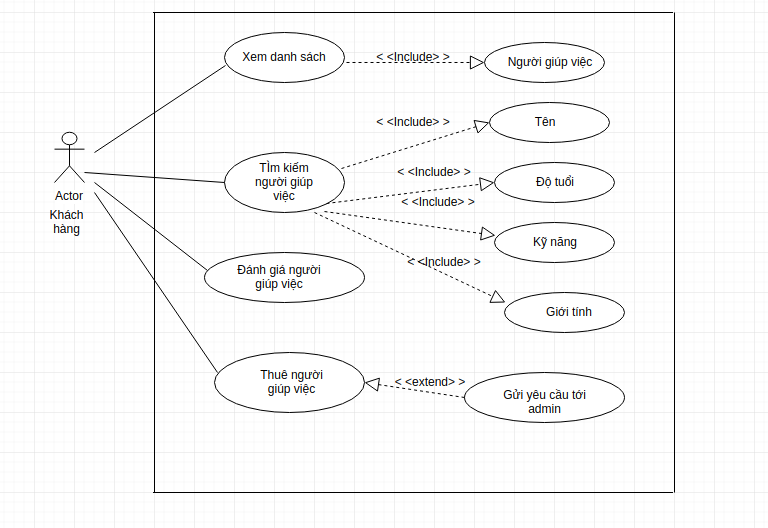 Xem danh sách
< <Include> >
Người giúp việc
< <Include> >
Tên
Actor
Khách
hàng
TÌm kiếm
người giúp
việc
< <Include> >
Độ tuổi
< <Include> >
Kỹ năng
Đánh giá người
giúp việc
< <Include> >
Giới tính
Thuê người
giúp việc
< <extend> >
Gửi yêu cầu tới
admin